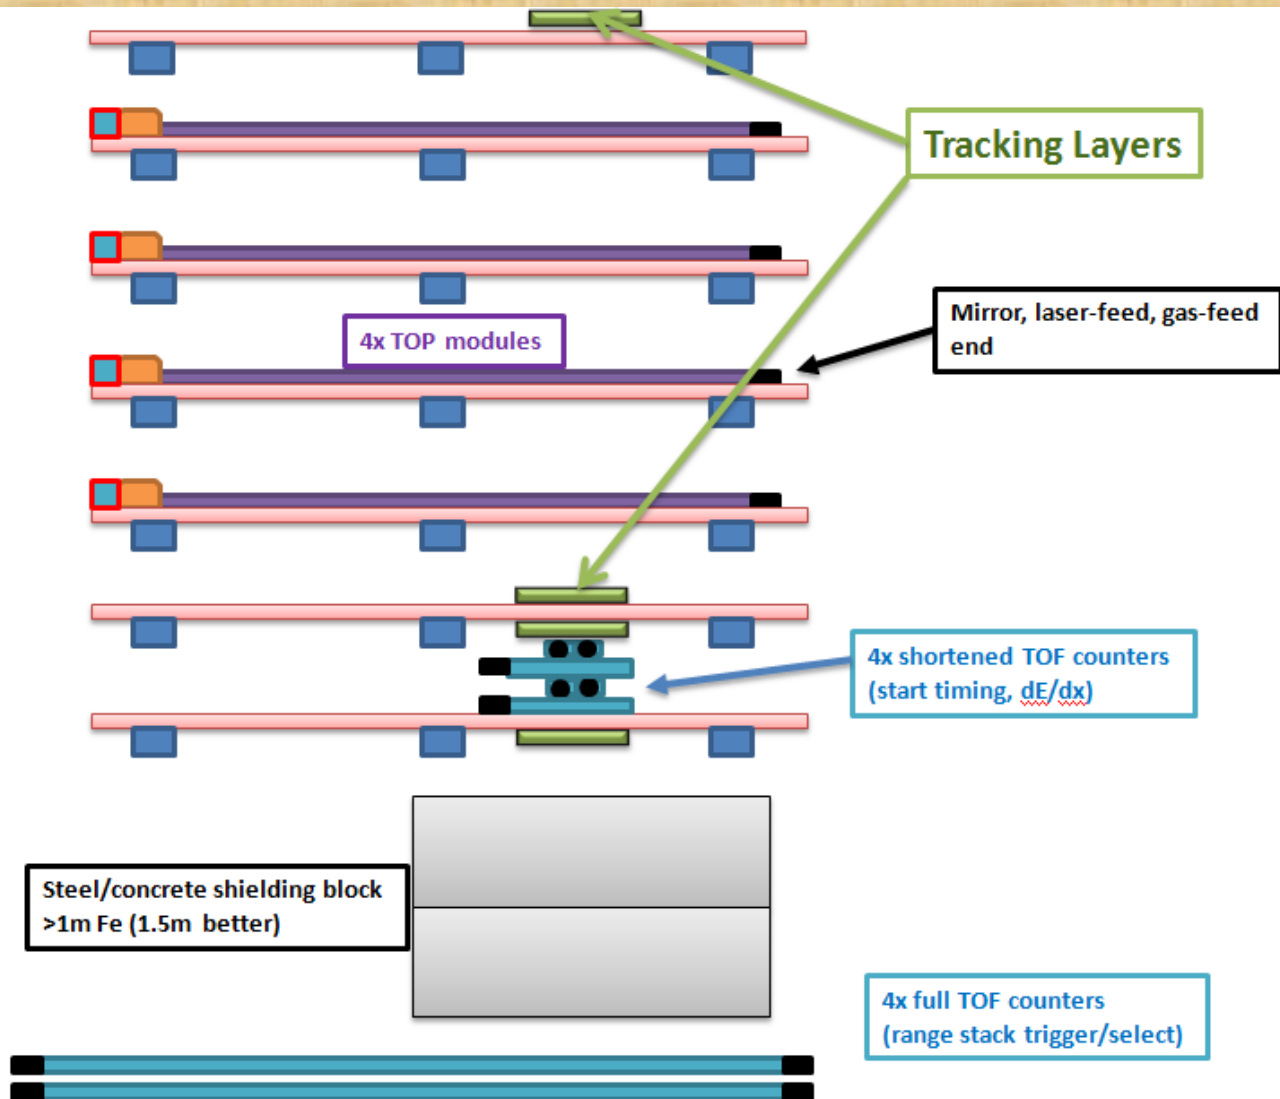 Tracking Layers
Mirror, laser-feed, gas-feed
end
4x TOP modules
4x shortened TOF counters
(start timing, dE/dx)
Steel/concrete shielding block
>1m Fe (1.5m better)
4x full TOF counters
(range stack trigger/select)